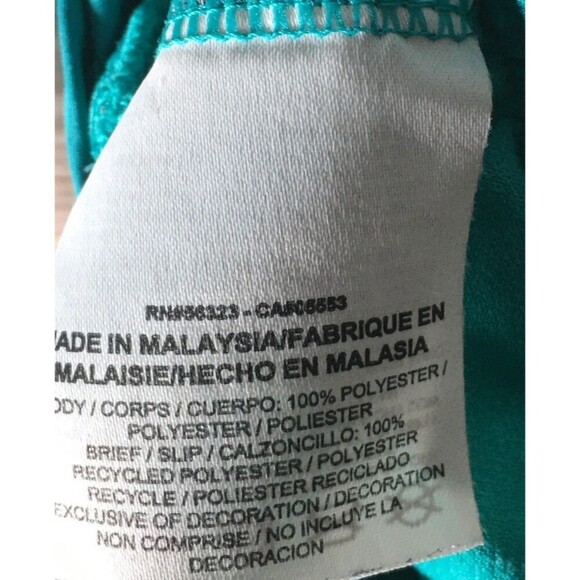 RN#56323 - CA#05553
MADE IN MALAYSIA/FABRIQUE EN
MALAISIE/HECHO EN MALASIA
BODY / CORPS / CUERPO: 100% POLYESTER /
POLYESTER / POLIESTER
BRIEF / SLIP / CALZONCILLO: 100%
RECYCLED POLYESTER / POLYESTER
RECYCLE / POLIESTER RECICLADO
EXCLUSIVE OF DECORATION / DECORATION
NON COMPRISE / NO INCLUYE LA
DECORACION